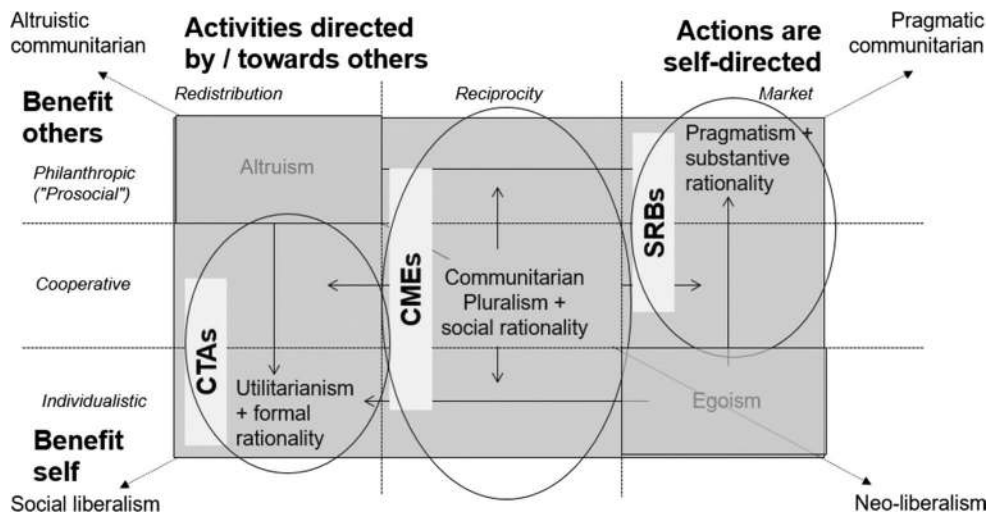 Altruistic
communitarian
Activities directed
by / towards others
Actions are
self-directed
Pragmatic
communitarian
Benefit
others
Redistribution
Reciprocity
Market
Philanthropic
("Prosocial")
Altruism
Pragmatism +
substantive
rationality
SRBs
CMEs
Cooperative
Communitarian
Pluralism +
social rationality
CTAs
Individualistic
Utilitarianism
+ formal
rationality
Egoism
Benefit
self
Social liberalism
Neo-liberalism